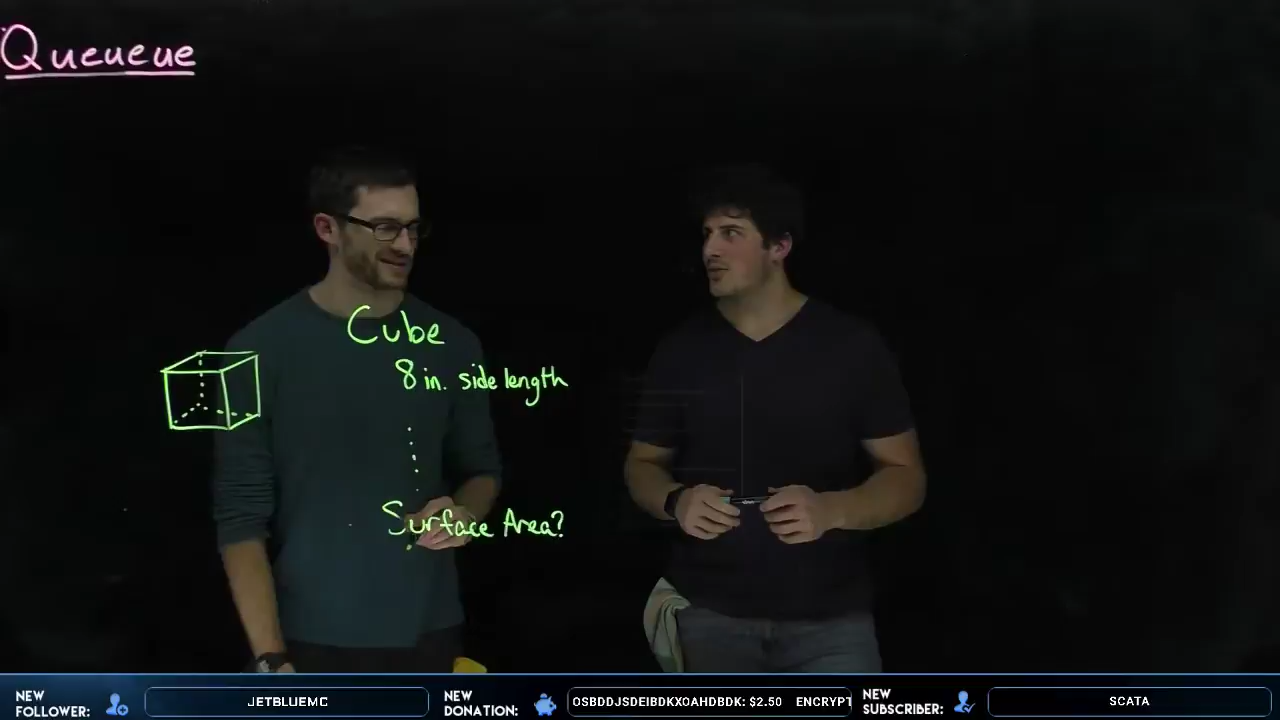 Queueue
Cube
8 in. side length
Surface Area?
NEW FOLLOWER:
JETBLUEMC
NEW DONATION:
OSBDDJSDEIBDKXOAHDBDK: $2.50 ENCRYPT
NEW SUBSCRIBER:
SCATA